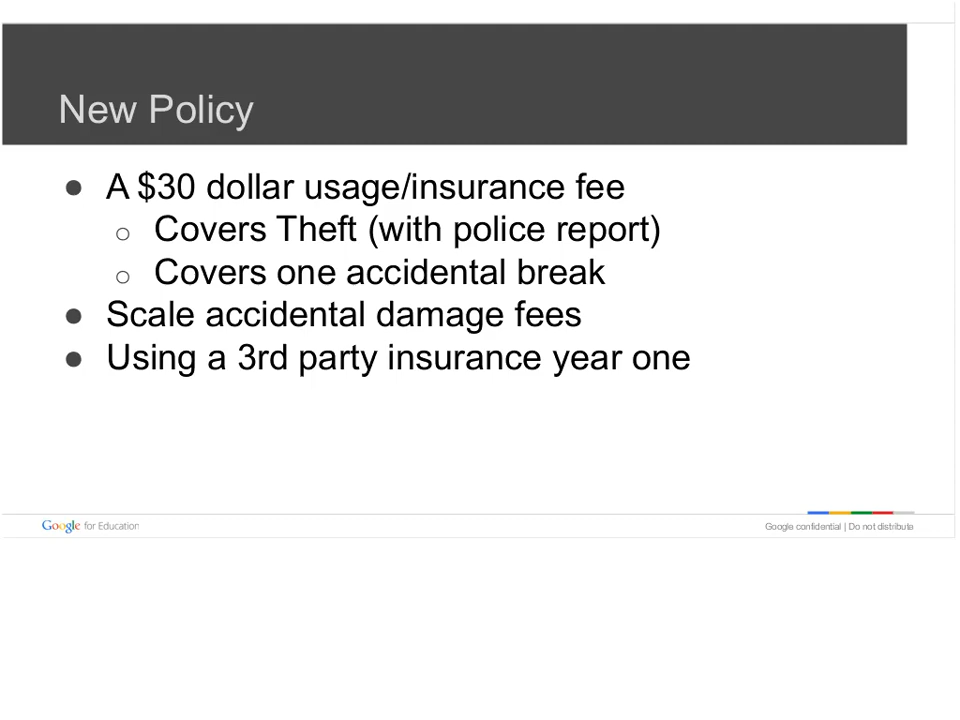 New Policy
● A $30 dollar usage/insurance fee
○ Covers Theft (with police report)
○ Covers one accidental break
● Scale accidental damage fees
● Using a 3rd party insurance year one
Google for Education
Google confidential | Do not distribute